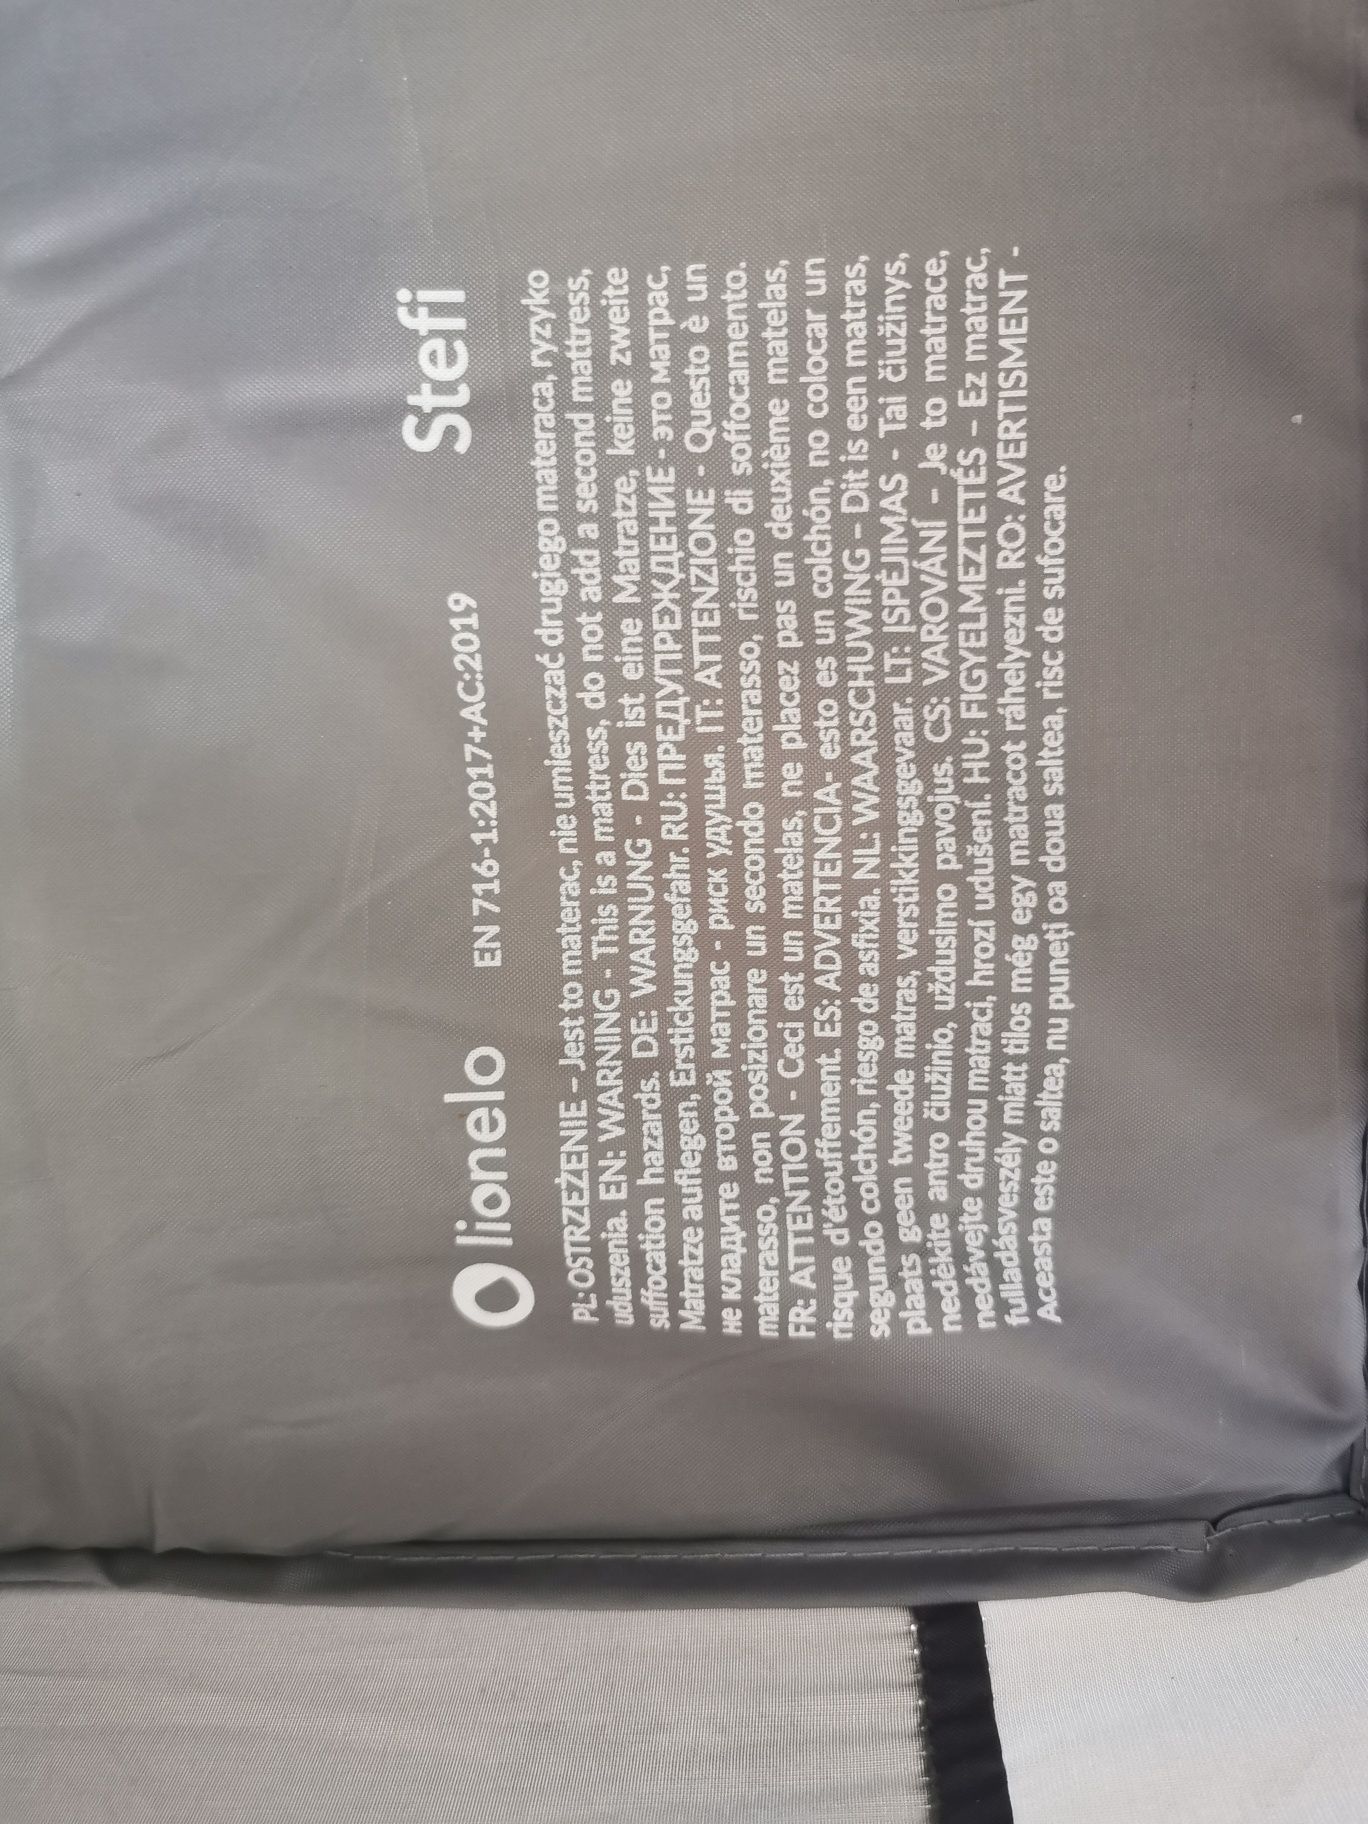 lionelo EN 716-1:2017+AC:2019 Stefi
PL: OSTRZEŻENIE – Jest to materac, nie umieszczać drugiego materaca, ryzyko
uduszenia. EN: WARNING - This is a mattress, do not add a second mattress,
suffocation hazards. DE: WARNUNG - Dies ist eine Matratze, keine zweite
Matratze auflegen, Erstickungsgefahr. RU: ПРЕДУПРЕЖДЕНИЕ - это матрас,
не кладите второй матрас - риск удушья. IT: ATTENZIONE - Questo è un
materasso, non posizionare un secondo materasso, rischio di soffocamento.
FR: ATTENTION - Ceci est un matelas, ne placez pas un deuxième matelas,
risque d'étouffement. ES: ADVERTENCIA- esto es un colchón, no colocar un
segundo colchón, riesgo de asfixia. NL: WAARSCHUWING – Dit is een matras,
plaats geen tweede matras, verstikkingsgevaar. LT: ĮSPĖJIMAS - Tai čiužinys,
nedėkite antro čiužinio, uždusimo pavojus. CS: VAROVÁNÍ – Je to matrace,
nedávejte druhou matraci, hrozí udušení. HU: FIGYELMEZTETÉS – Ez matrac,
fulladásveszély miatt tilos még egy matracot ráhelyezni. RO: AVERTISMENT -
Aceasta este o saltea, nu puneți oa doua saltea, risc de sufocare.